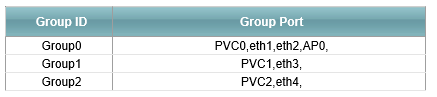 Group ID Group Port
Group0 PVC0,eth1,eth2,AP0,
Group1 PVC1,eth3,
Group2 PVC2,eth4,